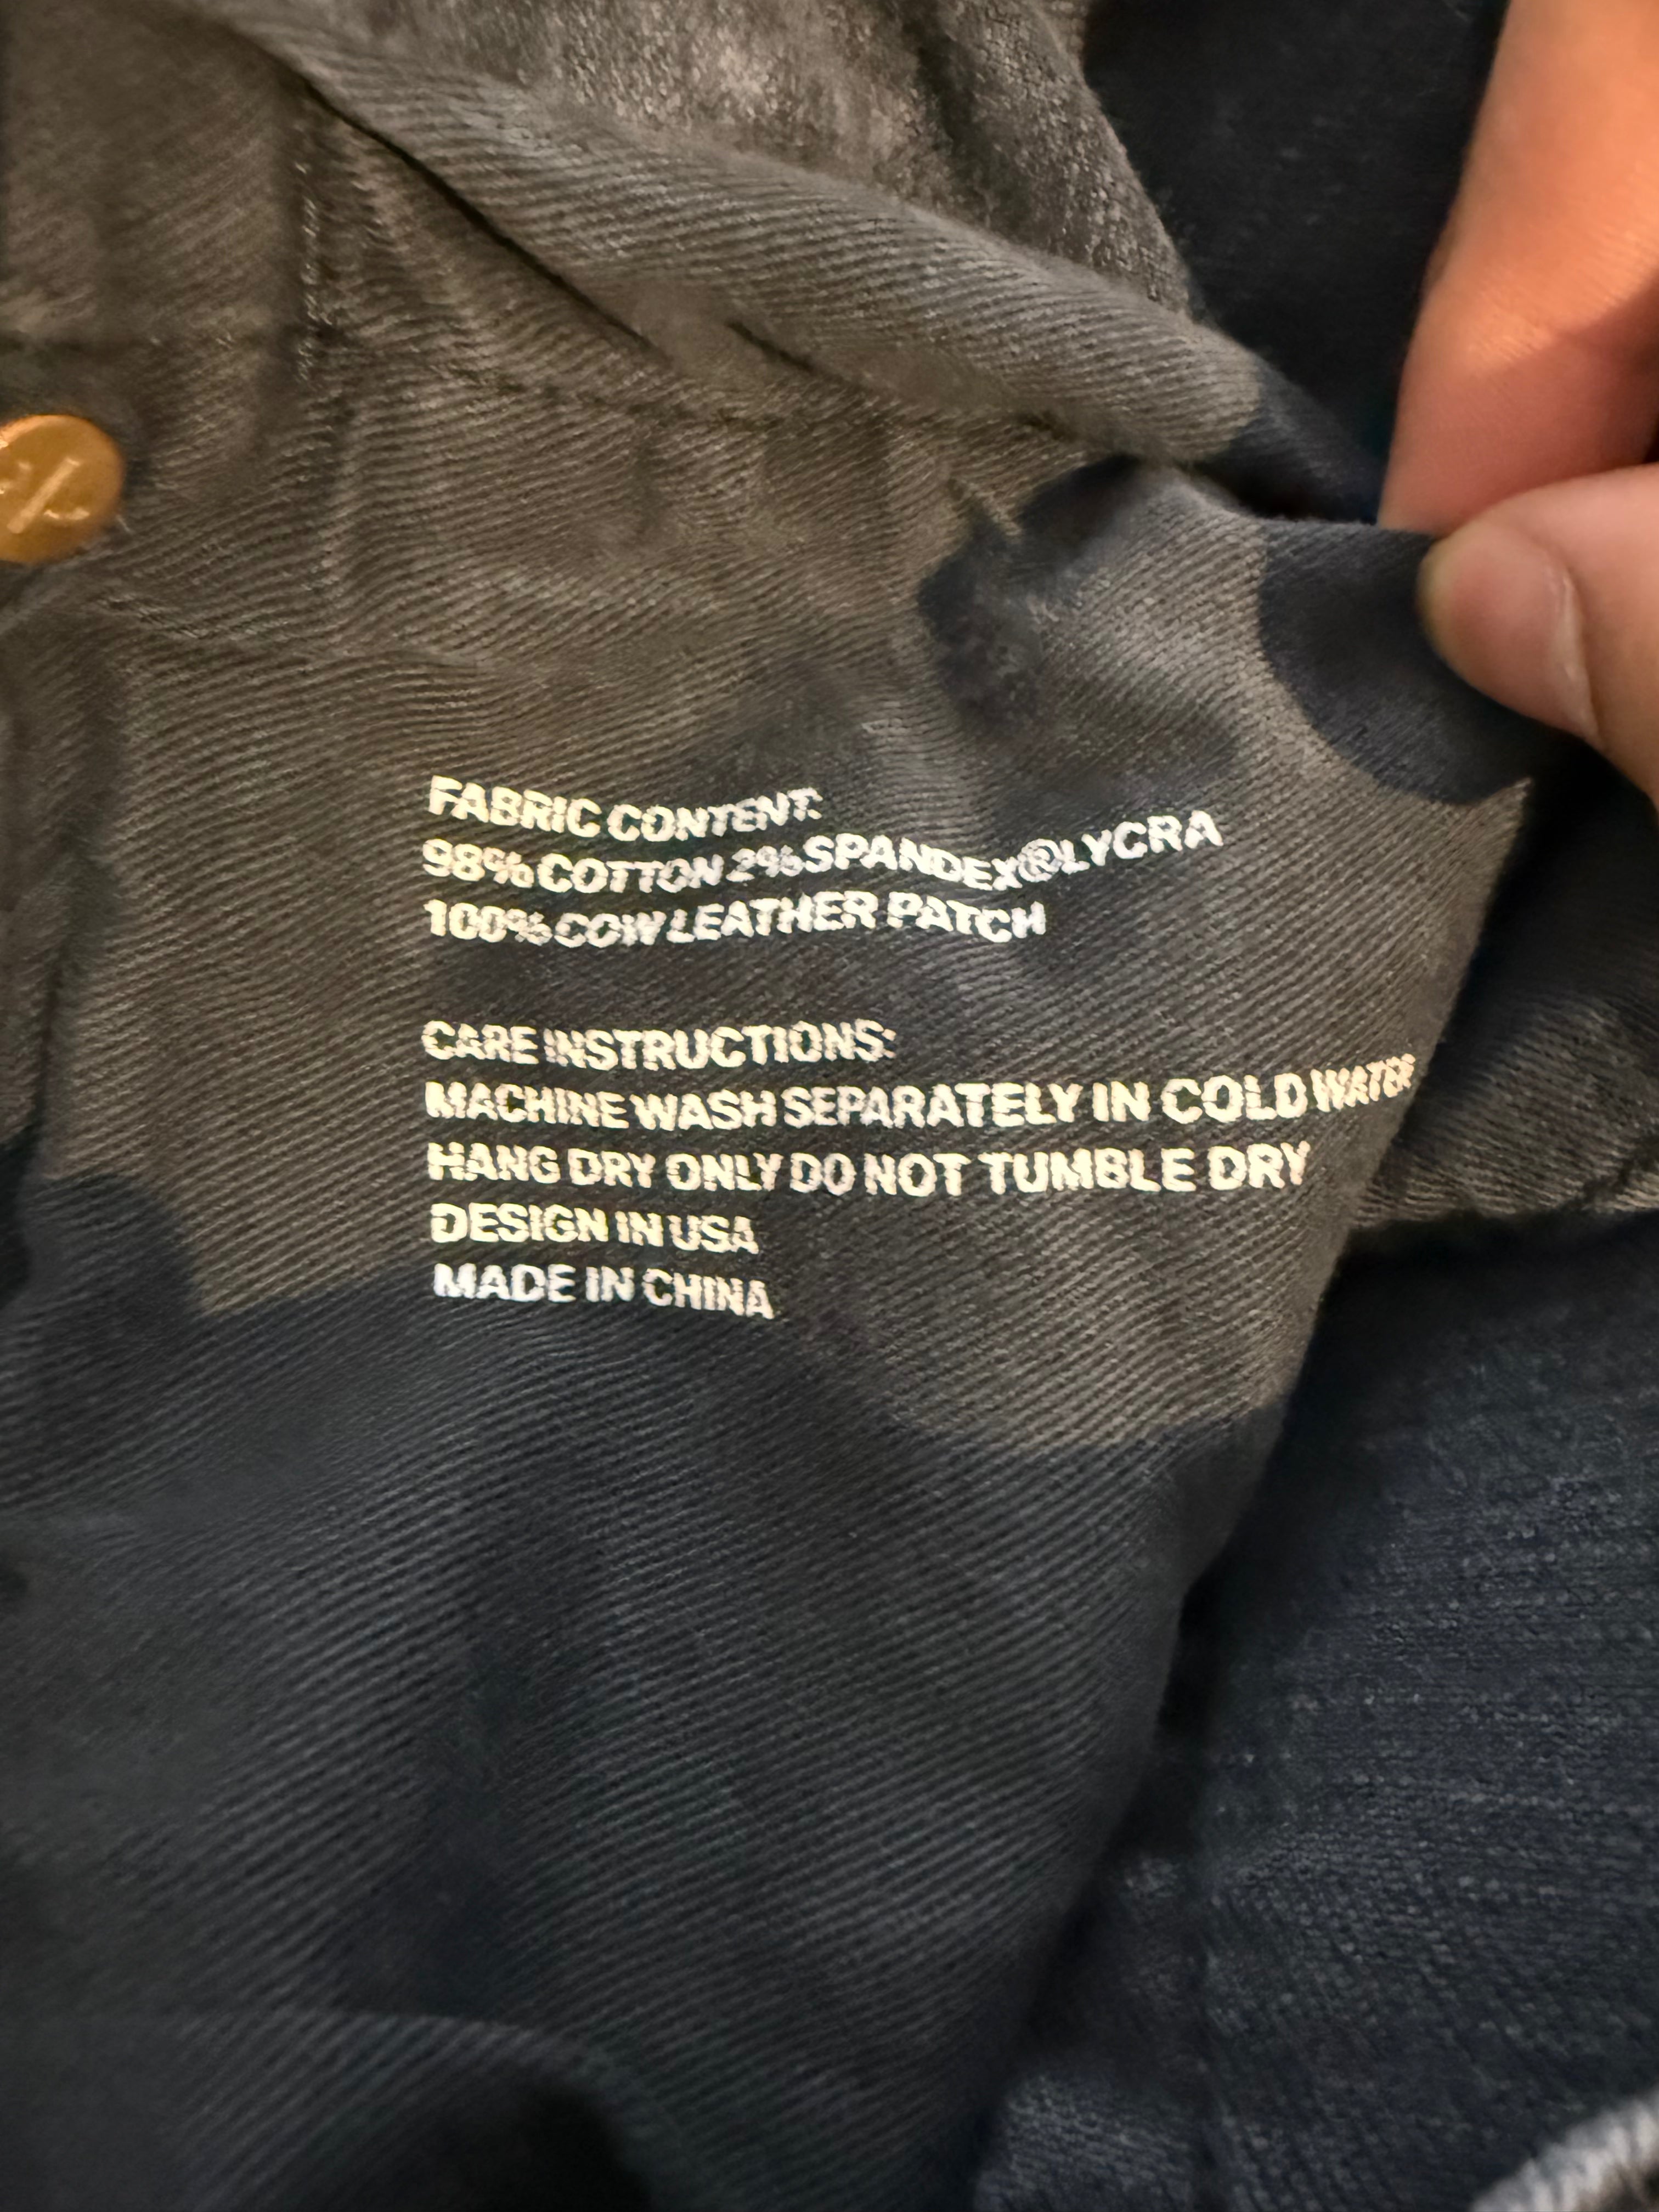 FABRIC CONTENT:
98% COTTON 2% SPANDEX®LYCRA
100% COW LEATHER PATCH
CARE INSTRUCTIONS:
MACHINE WASH SEPARATELY IN COLD WATER
HANG DRY ONLY DO NOT TUMBLE DRY
DESIGN IN USA
MADE IN CHINA